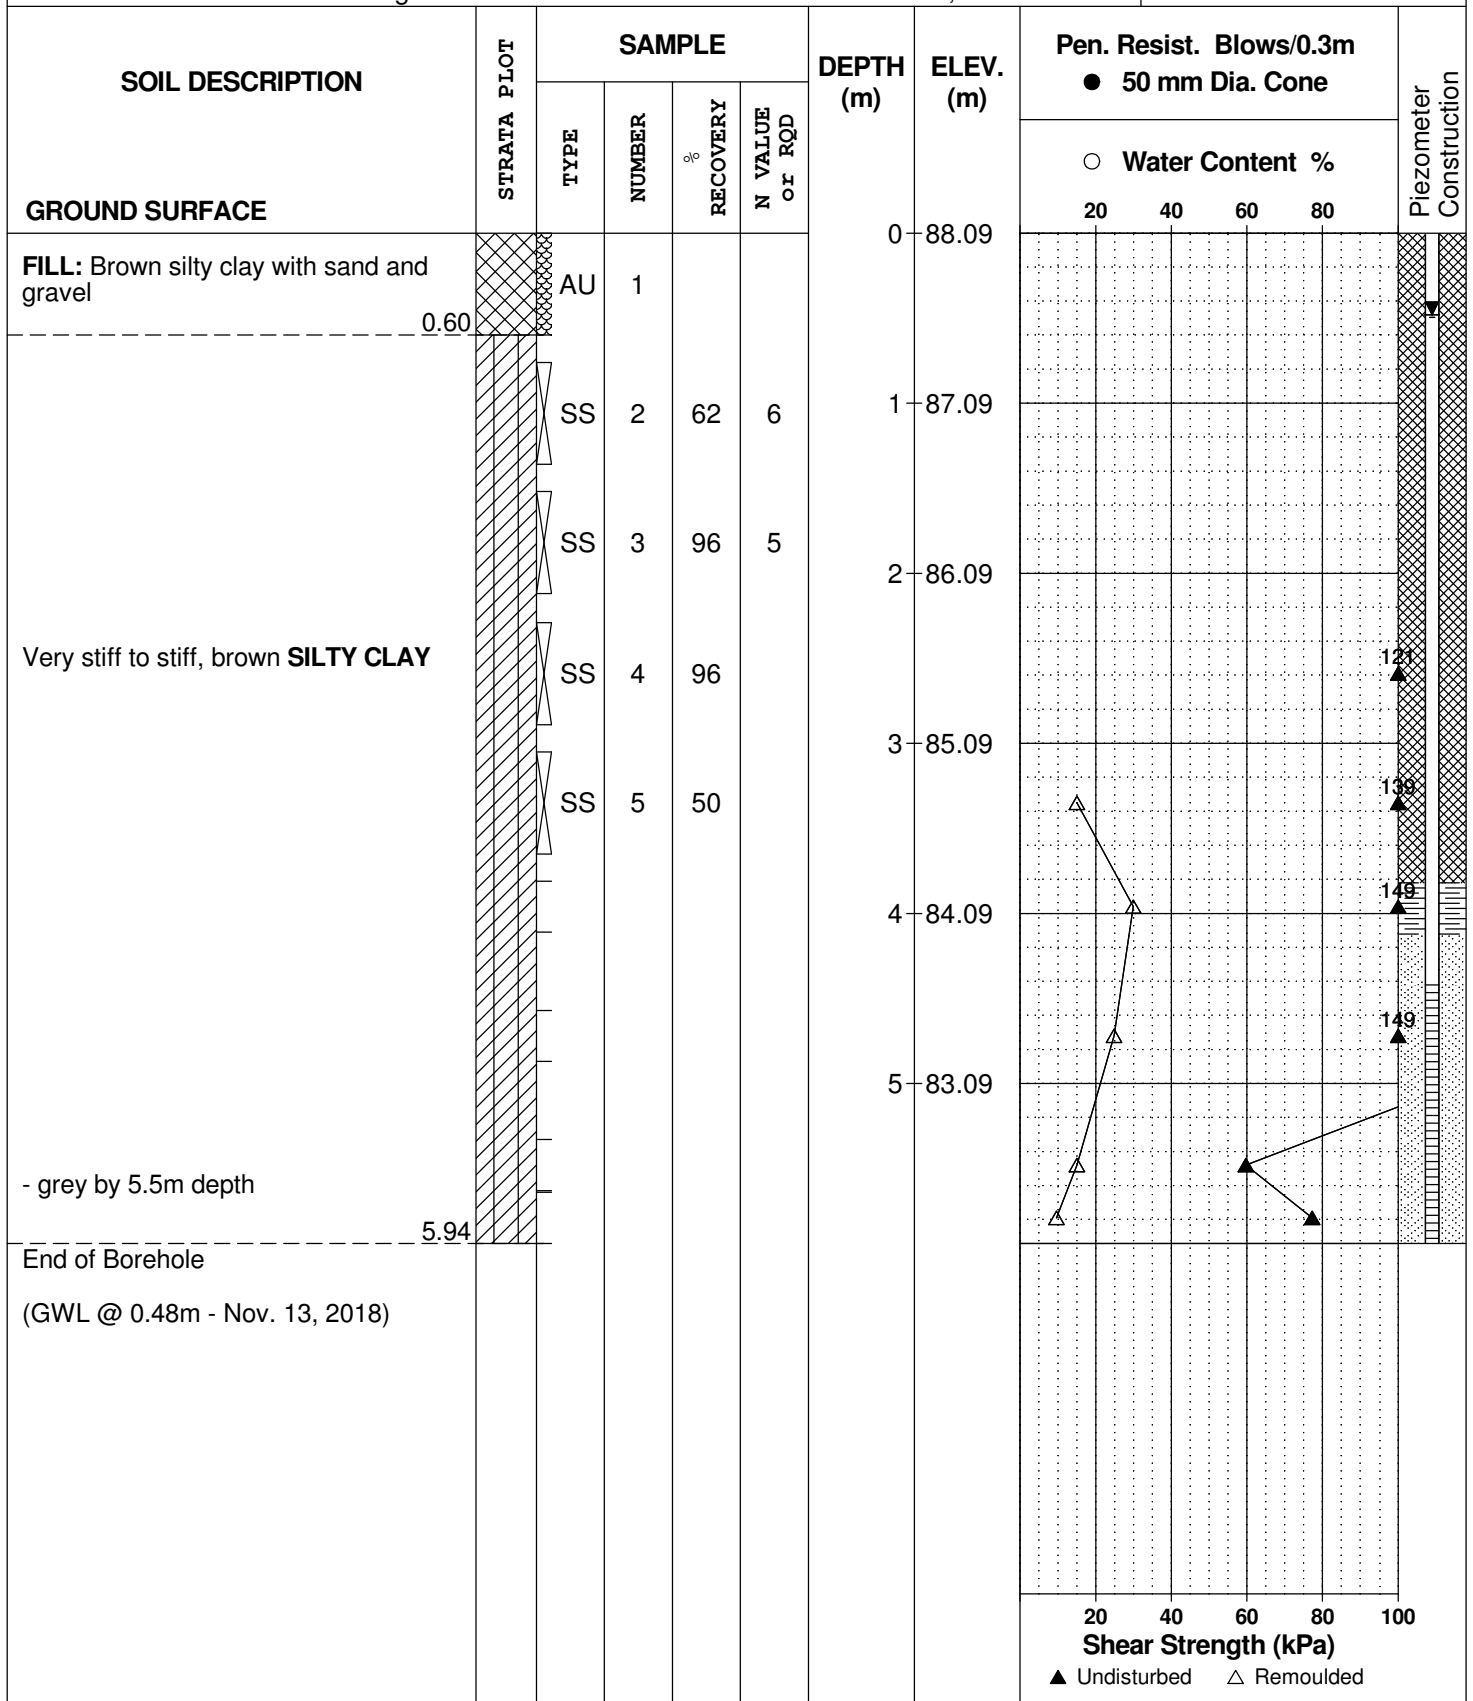 SOIL DESCRIPTION
GROUND SURFACE
STRATA PLOT
SAMPLE
TYPE
NUMBER
% RECOVERY
N VALUE or RQD
DEPTH (m)
ELEV. (m)
Pen. Resist. Blows/0.3m
● 50 mm Dia. Cone
○ Water Content %
20 40 60 80
Piezometer Construction
0 88.09
FILL: Brown silty clay with sand and
gravel
0.60
AU 1
SS 2 62 6
1 87.09
SS 3 96 5
2 86.09
Very stiff to stiff, brown SILTY CLAY
SS 4 96
121
3 85.09
SS 5 50
139
149
4 84.09
149
5 83.09
- grey by 5.5m depth
5.94
End of Borehole
(GWL @ 0.48m - Nov. 13, 2018)
20 40 60 80 100
Shear Strength (kPa)
▲ Undisturbed △ Remoulded